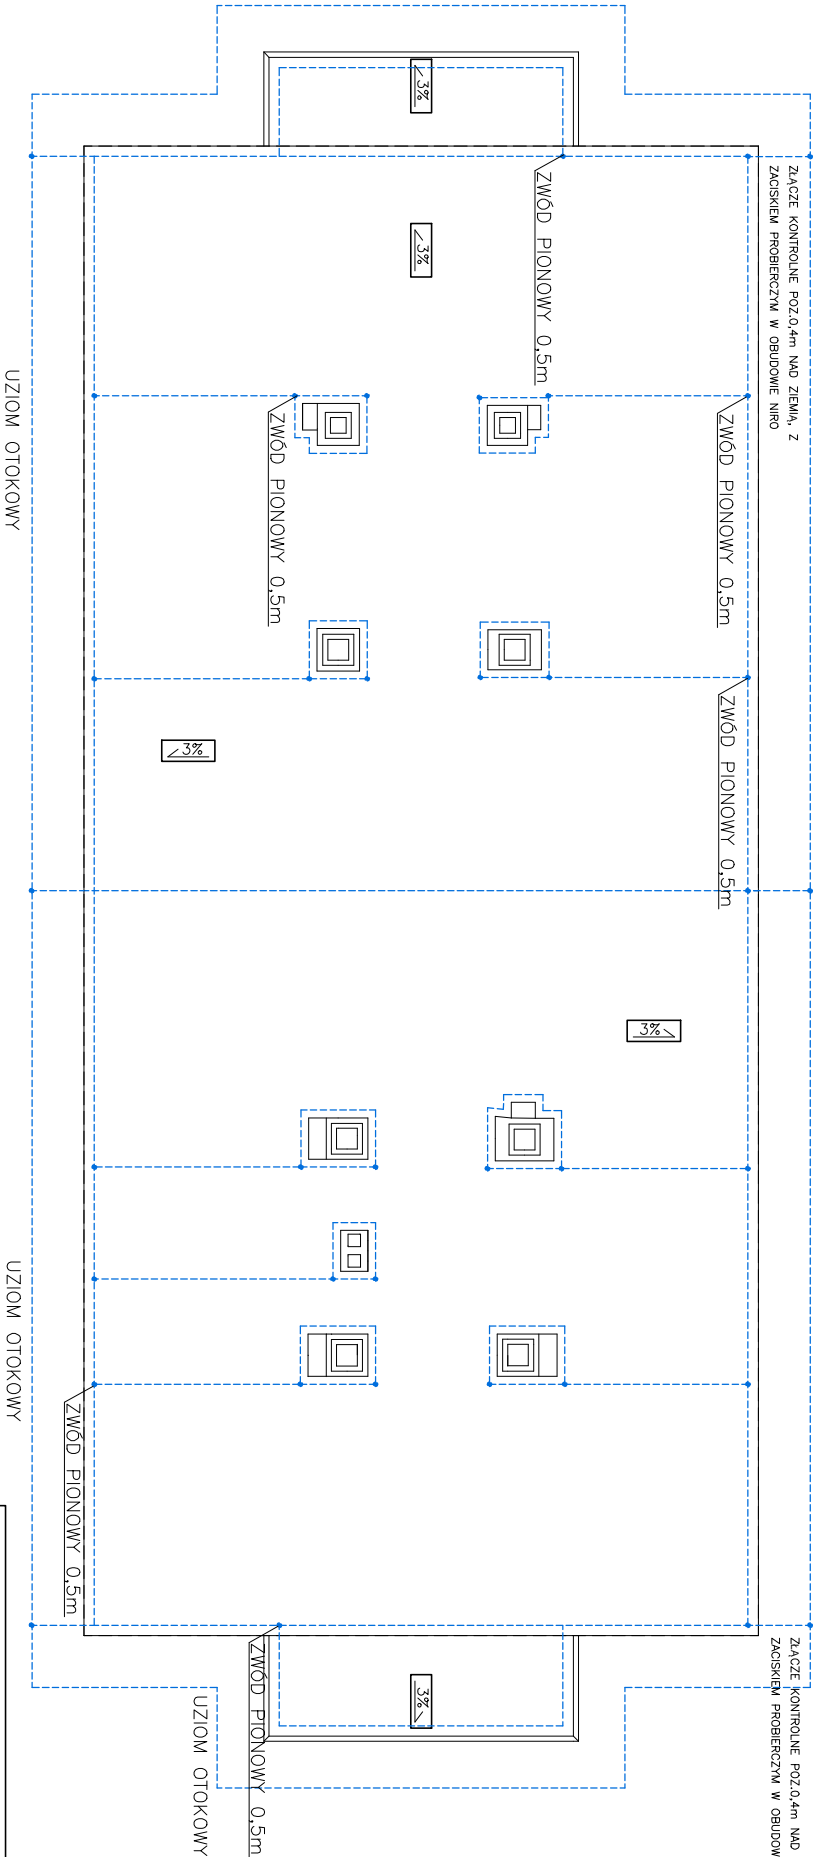 ZŁĄCZE KONTROLNE POZ.0,4m NAD ZIEMIĄ, Z
ZACISKIEM PROBIERCZYM W OBUDOWIE NIRO
3%
3%
ZWÓD PIONOWY 0,5m
ZWÓD PIONOWY 0,5m
ZWÓD PIONOWY 0,5m
UZIOM OTOKOWY
ZWÓD PIONOWY 0,5m
3%
3%
UZIOM OTOKOWY
ZWÓD PIONOWY 0,5m
ZŁĄCZE KONTROLNE POZ.0,4m NAD
ZACISKIEM PROBIERCZYM W OBUDOW
ZWÓD PIONOWY 0,5m
3%
UZIOM OTOKOWY